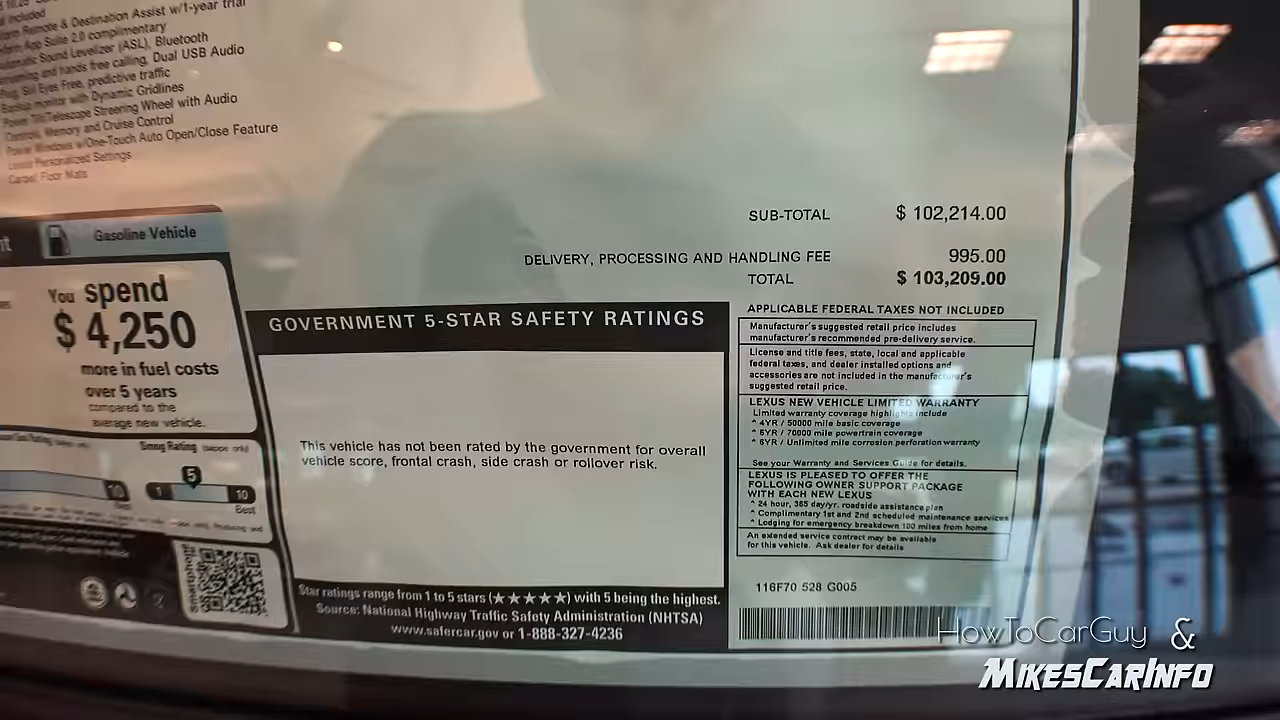 Remote & Destination Assist w/1-year trial
App Suite 2.0 complimentary
Automatic Sound Levelizer (ASL), Bluetooth
and hands free calling, Dual USB Audio
Eyes Free, predictive traffic
Backup monitor with Dynamic Gridlines
Power Tilt/Telescope Streering Wheel with Audio
Controls, Memory and Cruise Control
Power Windows w/One-Touch Auto Open/Close Feature
Lexus Personalized Settings
Carpet Floor Mats
Gasoline Vehicle
You spend
$ 4,250
more in fuel costs
over 5 years
compared to the
average new vehicle.
Smog Rating (tailpipe only)
5
1 10
Best
10
Smartphone
SUB-TOTAL $ 102,214.00
DELIVERY, PROCESSING AND HANDLING FEE 995.00
TOTAL $ 103,209.00
GOVERNMENT 5-STAR SAFETY RATINGS
This vehicle has not been rated by the government for overall
vehicle score, frontal crash, side crash or rollover risk.
Star ratings range from 1 to 5 stars (★★★★★) with 5 being the highest.
Source: National Highway Traffic Safety Administration (NHTSA)
www.safercar.gov or 1-888-327-4236
APPLICABLE FEDERAL TAXES NOT INCLUDED
Manufacturer's suggested retail price includes
manufacturer's recommended pre-delivery service.
License and title fees, state, local and applicable
federal taxes, and dealer installed options and
accessories are not included in the manufacturer's
suggested retail price.
LEXUS NEW VEHICLE LIMITED WARRANTY
Limited warranty coverage highlights include
* 4YR / 50000 mile basic coverage
* 6YR / 70000 mile powertrain coverage
* 6YR / Unlimited mile corrosion perforation warranty
See your Warranty and Services Guide for details.
LEXUS IS PLEASED TO OFFER THE
FOLLOWING OWNER SUPPORT PACKAGE
WITH EACH NEW LEXUS
* 24 hour, 365 day/yr. roadside assistance plan
* Complimentary 1st and 2nd scheduled maintenance services
* Lodging for emergency breakdown 100 miles from home
An extended service contract may be available
for this vehicle. Ask dealer for details
116F70 528 G005
HowToCarGuy &
MikesCarInfo